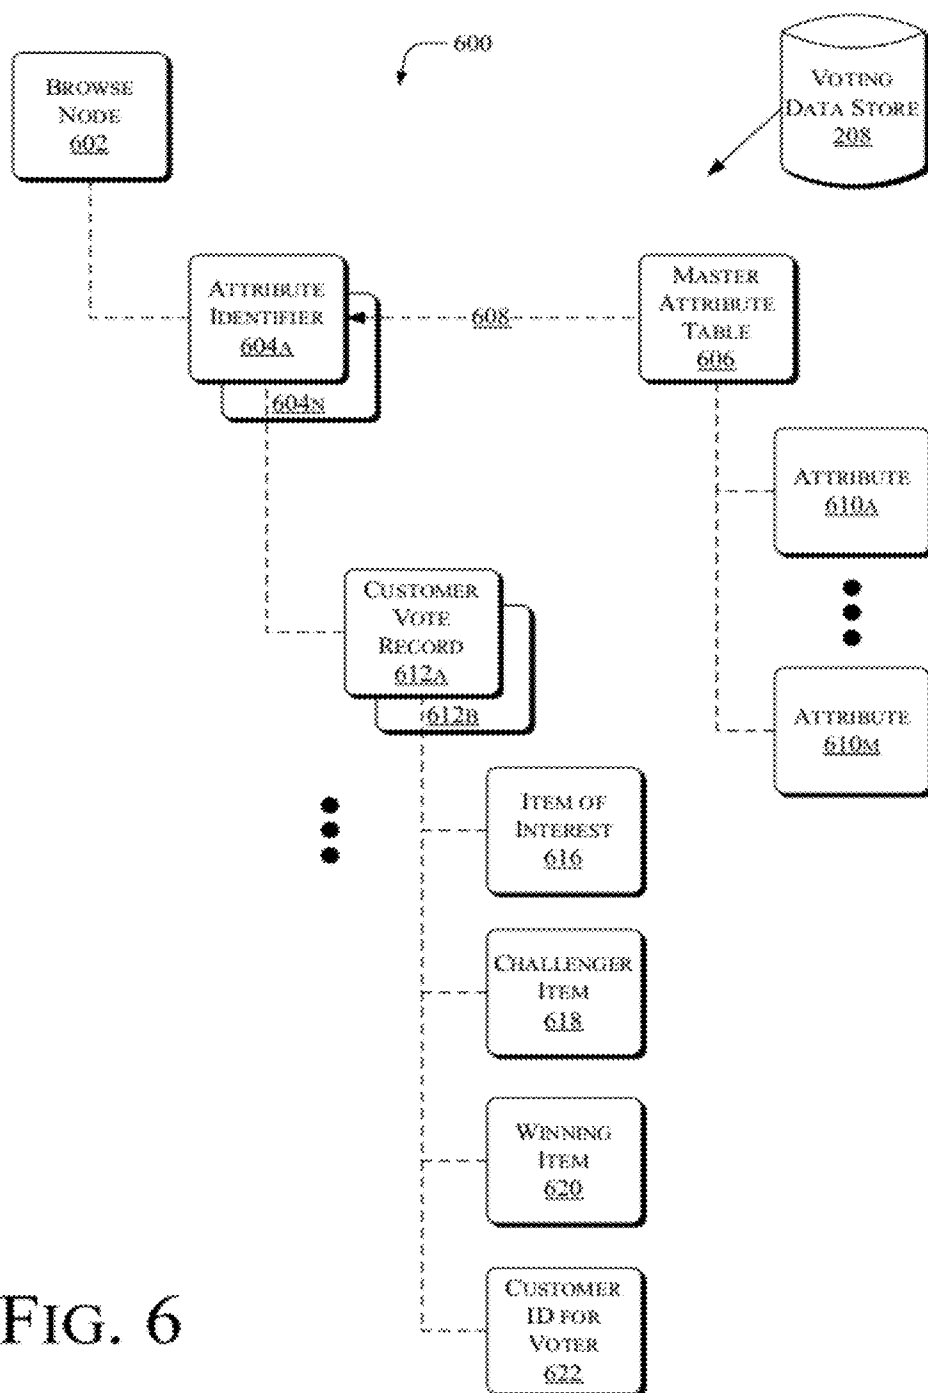 600
BROWSE
NODE
602
VOTING
DATA STORE
208
ATTRIBUTE
IDENTIFIER
604A
604N
608
MASTER
ATTRIBUTE
TABLE
606
ATTRIBUTE
610A
CUSTOMER
VOTE
RECORD
612A
612B
ATTRIBUTE
610M
ITEM OF
INTEREST
616
CHALLENGER
ITEM
618
WINNING
ITEM
620
CUSTOMER
ID FOR
VOTER
622
FIG. 6